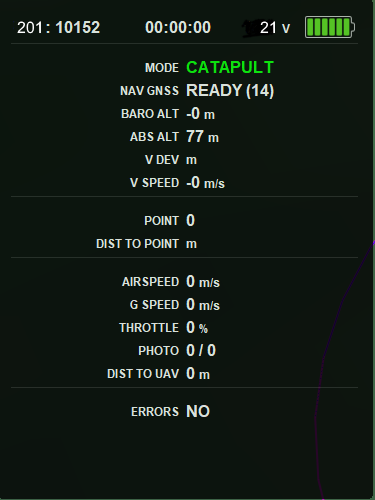 201: 10152 00:00:00 21 v
MODE CATAPULT
NAV GNSS READY (14)
BARO ALT -0 m
ABS ALT 77 m
V DEV m
V SPEED -0 m/s
POINT 0
DIST TO POINT m
AIRSPEED 0 m/s
G SPEED 0 m/s
THROTTLE 0 %
PHOTO 0 / 0
DIST TO UAV 0 m
ERRORS NO